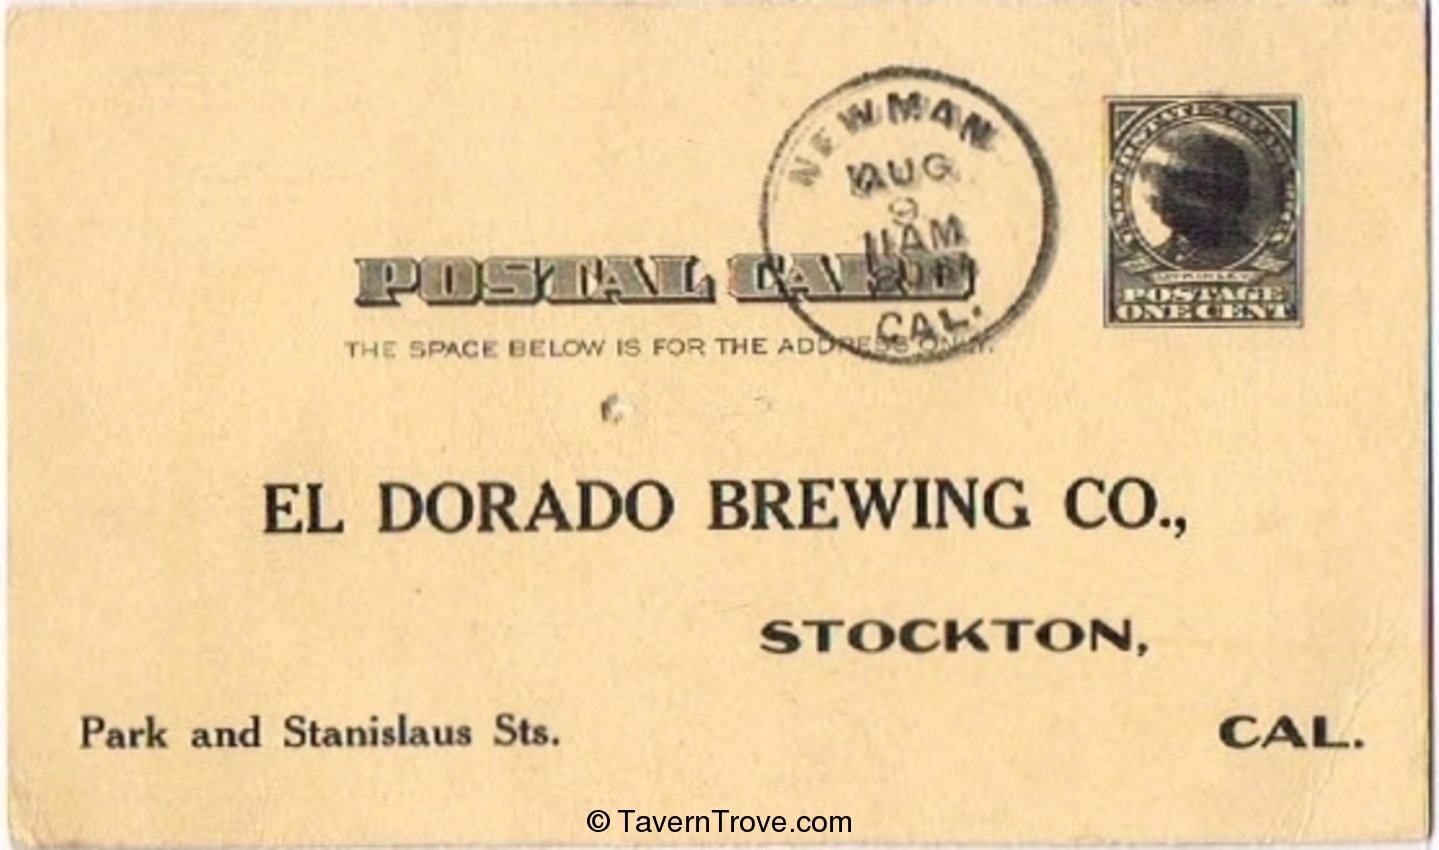 NEWMAN
AUG
9
11AM
CAL.
POSTAL CARD
THE SPACE BELOW IS FOR THE ADDRESS ONLY.
POSTAGE
ONE CENT
EL DORADO BREWING CO.,
STOCKTON,
Park and Stanislaus Sts.
CAL.
© TavernTrove.com